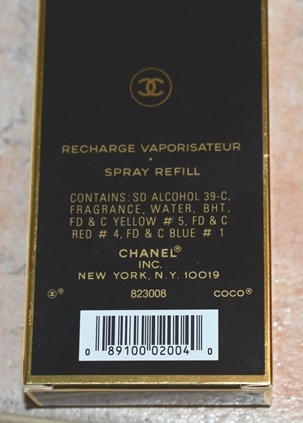 RECHARGE VAPORISATEUR
•
SPRAY REFILL
CONTAINS: SD ALCOHOL 39-C,
FRAGRANCE, WATER, BHT,
FD & C YELLOW # 5, FD & C
RED # 4, FD & C BLUE # 1
CHANEL®
INC.
NEW YORK, N.Y. 10019
823008 COCO®
0 89100 02004 0